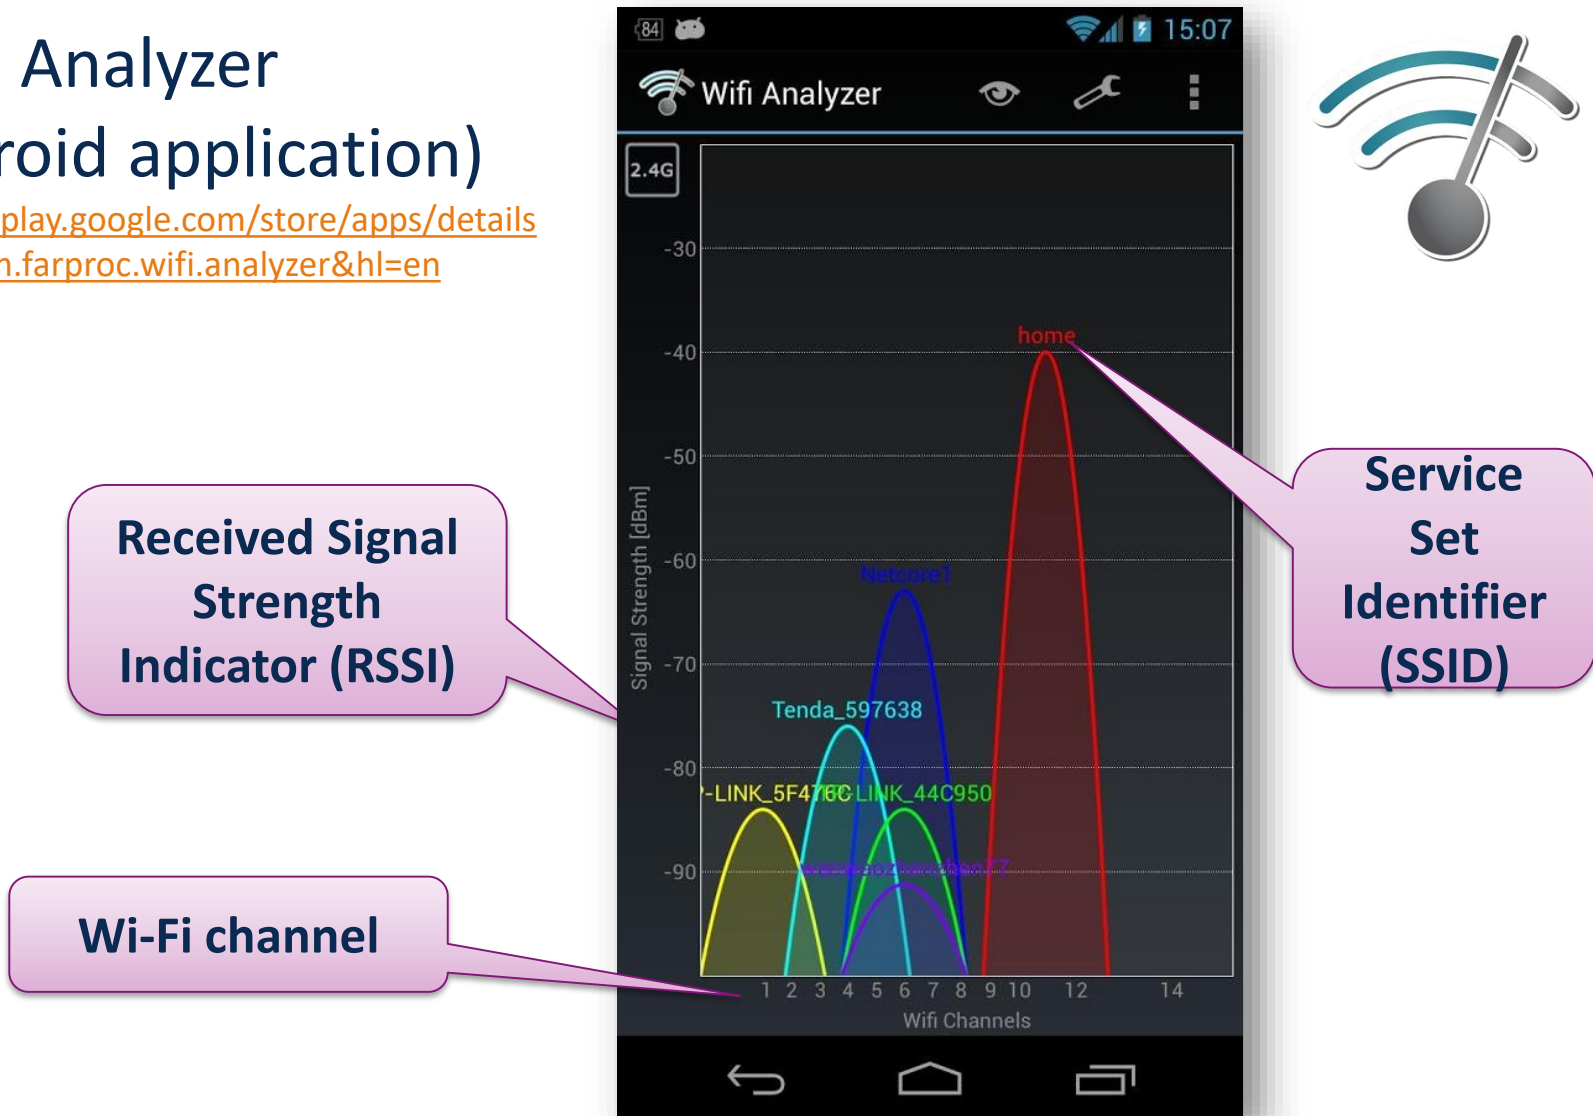 Analyzer
roid application)
play.google.com/store/apps/details
n.farproc.wifi.analyzer&hl=en
84
15:07
Wifi Analyzer
2.4G
-30
-40
-50
-60
-70
-80
-90
Signal Strength [dBm]
home
Netcore1
Tenda_597638
P-LINK_5F476C
TP-LINK_44C950
1 2 3 4 5 6 7 8 9 10 12 14
Wifi Channels
Received Signal
Strength
Indicator (RSSI)
Wi-Fi channel
Service
Set
Identifier
(SSID)